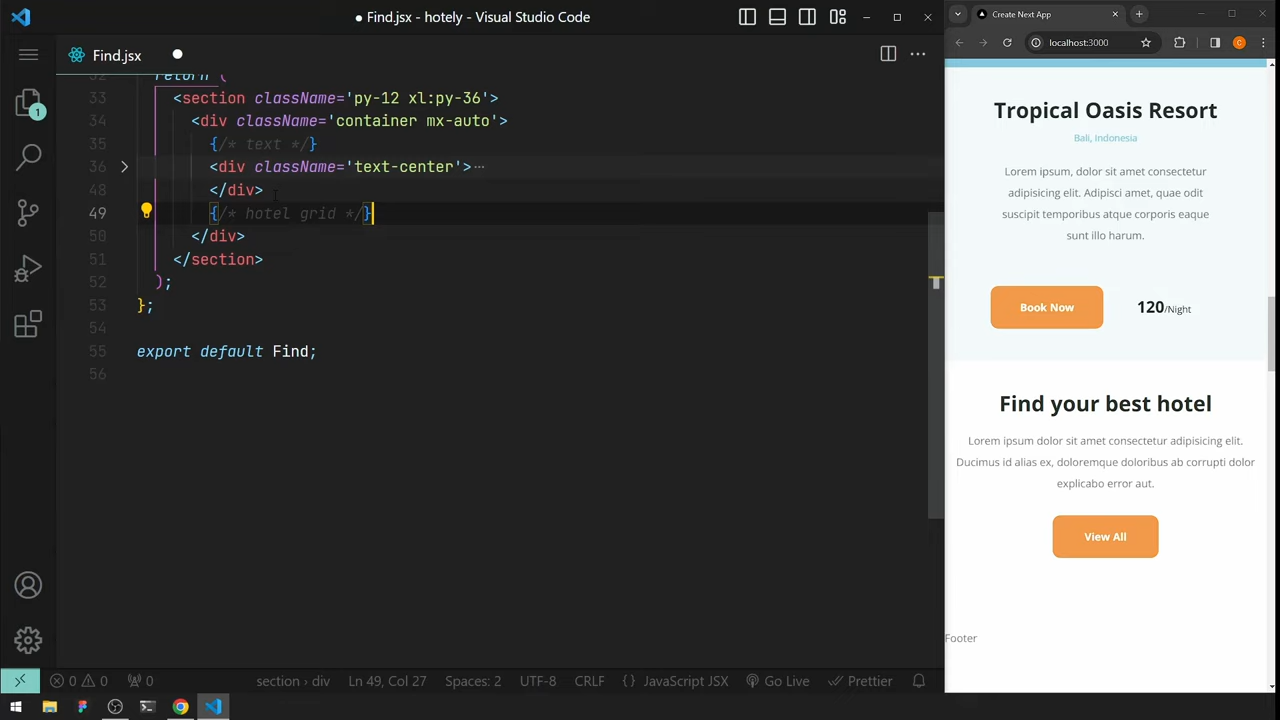 Find.jsx - hotely - Visual Studio Code
Find.jsx
1
32 return (
33 <section className='py-12 xl:py-36'>
34 <div className='container mx-auto'>
35 {/* text */}
36 <div className='text-center'>···
48 </div>
49 {/* hotel grid */}
50 </div>
51 </section>
52 );
53 };
54
55 export default Find;
56
0 0 0 section › div Ln 49, Col 27 Spaces: 2 UTF-8 CRLF {} JavaScript JSX Go Live Prettier
Create Next App
localhost:3000
C
Tropical Oasis Resort
Bali, Indonesia
Lorem ipsum, dolor sit amet consectetur
adipisicing elit. Adipisci amet, quae odit
suscipit temporibus atque corporis eaque
sunt illo harum.
Book Now 120/Night
Find your best hotel
Lorem ipsum dolor sit amet consectetur adipisicing elit.
Ducimus id alias ex, doloremque doloribus ab corrupti dolor
explicabo error aut.
View All
Footer